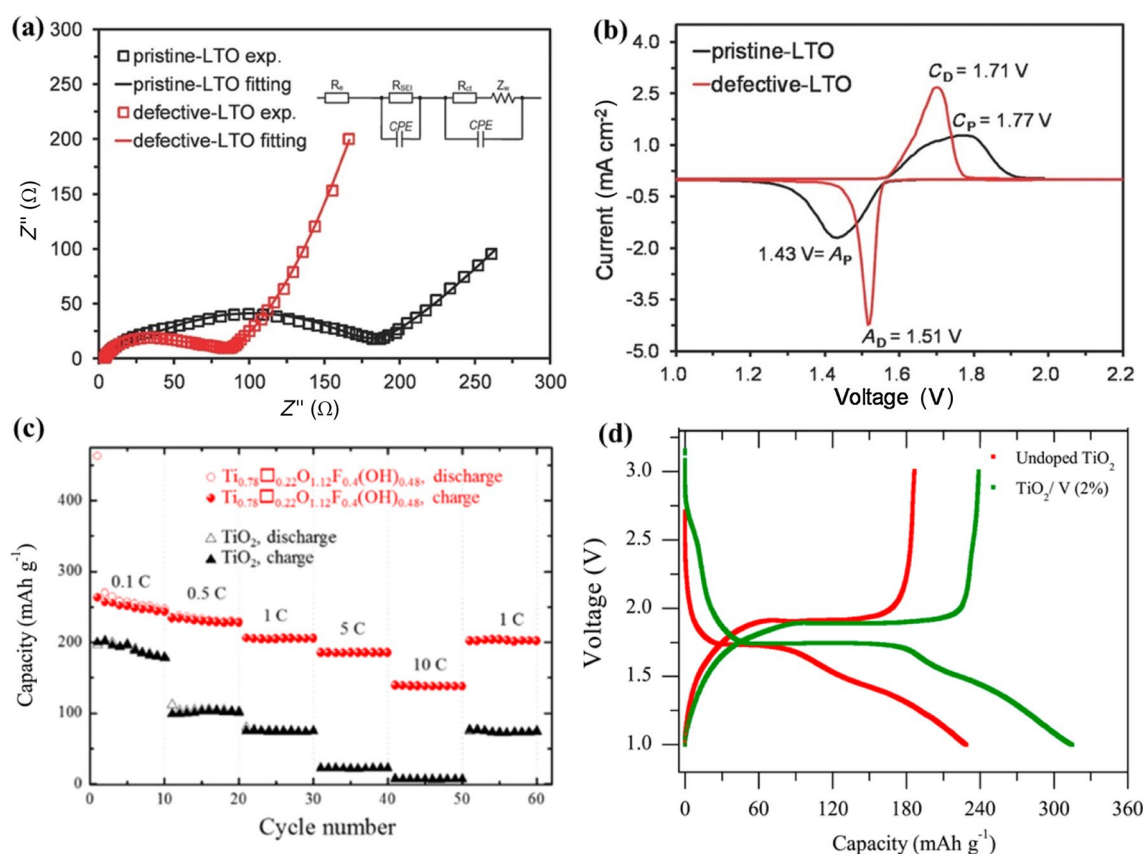 (a)
300
250
200
150
100
50
0
Z'' (Ω)
pristine-LTO exp.
pristine-LTO fitting
defective-LTO exp.
defective-LTO fitting
Re RSEI Rct Zw
CPE CPE
0 50 100 150 200 250 300
Z'' (Ω)
(b)
4.0
2.5
1.0
-0.5
-2.0
-3.5
-5.0
Current (mA cm-2)
pristine-LTO
defective-LTO
CD = 1.71 V
CP = 1.77 V
1.43 V= AP
AD = 1.51 V
1.0 1.2 1.4 1.6 1.8 2.0 2.2
Voltage (V)
(c)
400
300
200
100
0
Capacity (mAh g-1)
Ti0.78□0.22O1.12F0.4(OH)0.48, discharge
Ti0.78□0.22O1.12F0.4(OH)0.48, charge
TiO2, discharge
TiO2, charge
0.1 C
0.5 C
1 C
5 C
10 C
1 C
0 10 20 30 40 50 60
Cycle number
(d)
3.0
2.5
2.0
1.5
1.0
Voltage (V)
Undoped TiO2
TiO2/ V (2%)
0 60 120 180 240 300 360
Capacity (mAh g-1)